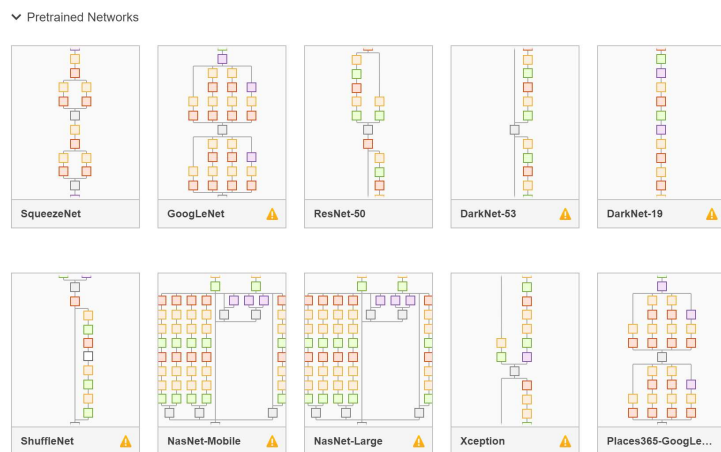 Pretrained Networks
SqueezeNet
GoogLeNet
ResNet-50
DarkNet-53
DarkNet-19
ShuffleNet
NasNet-Mobile
NasNet-Large
Xception
Places365-GoogLe...